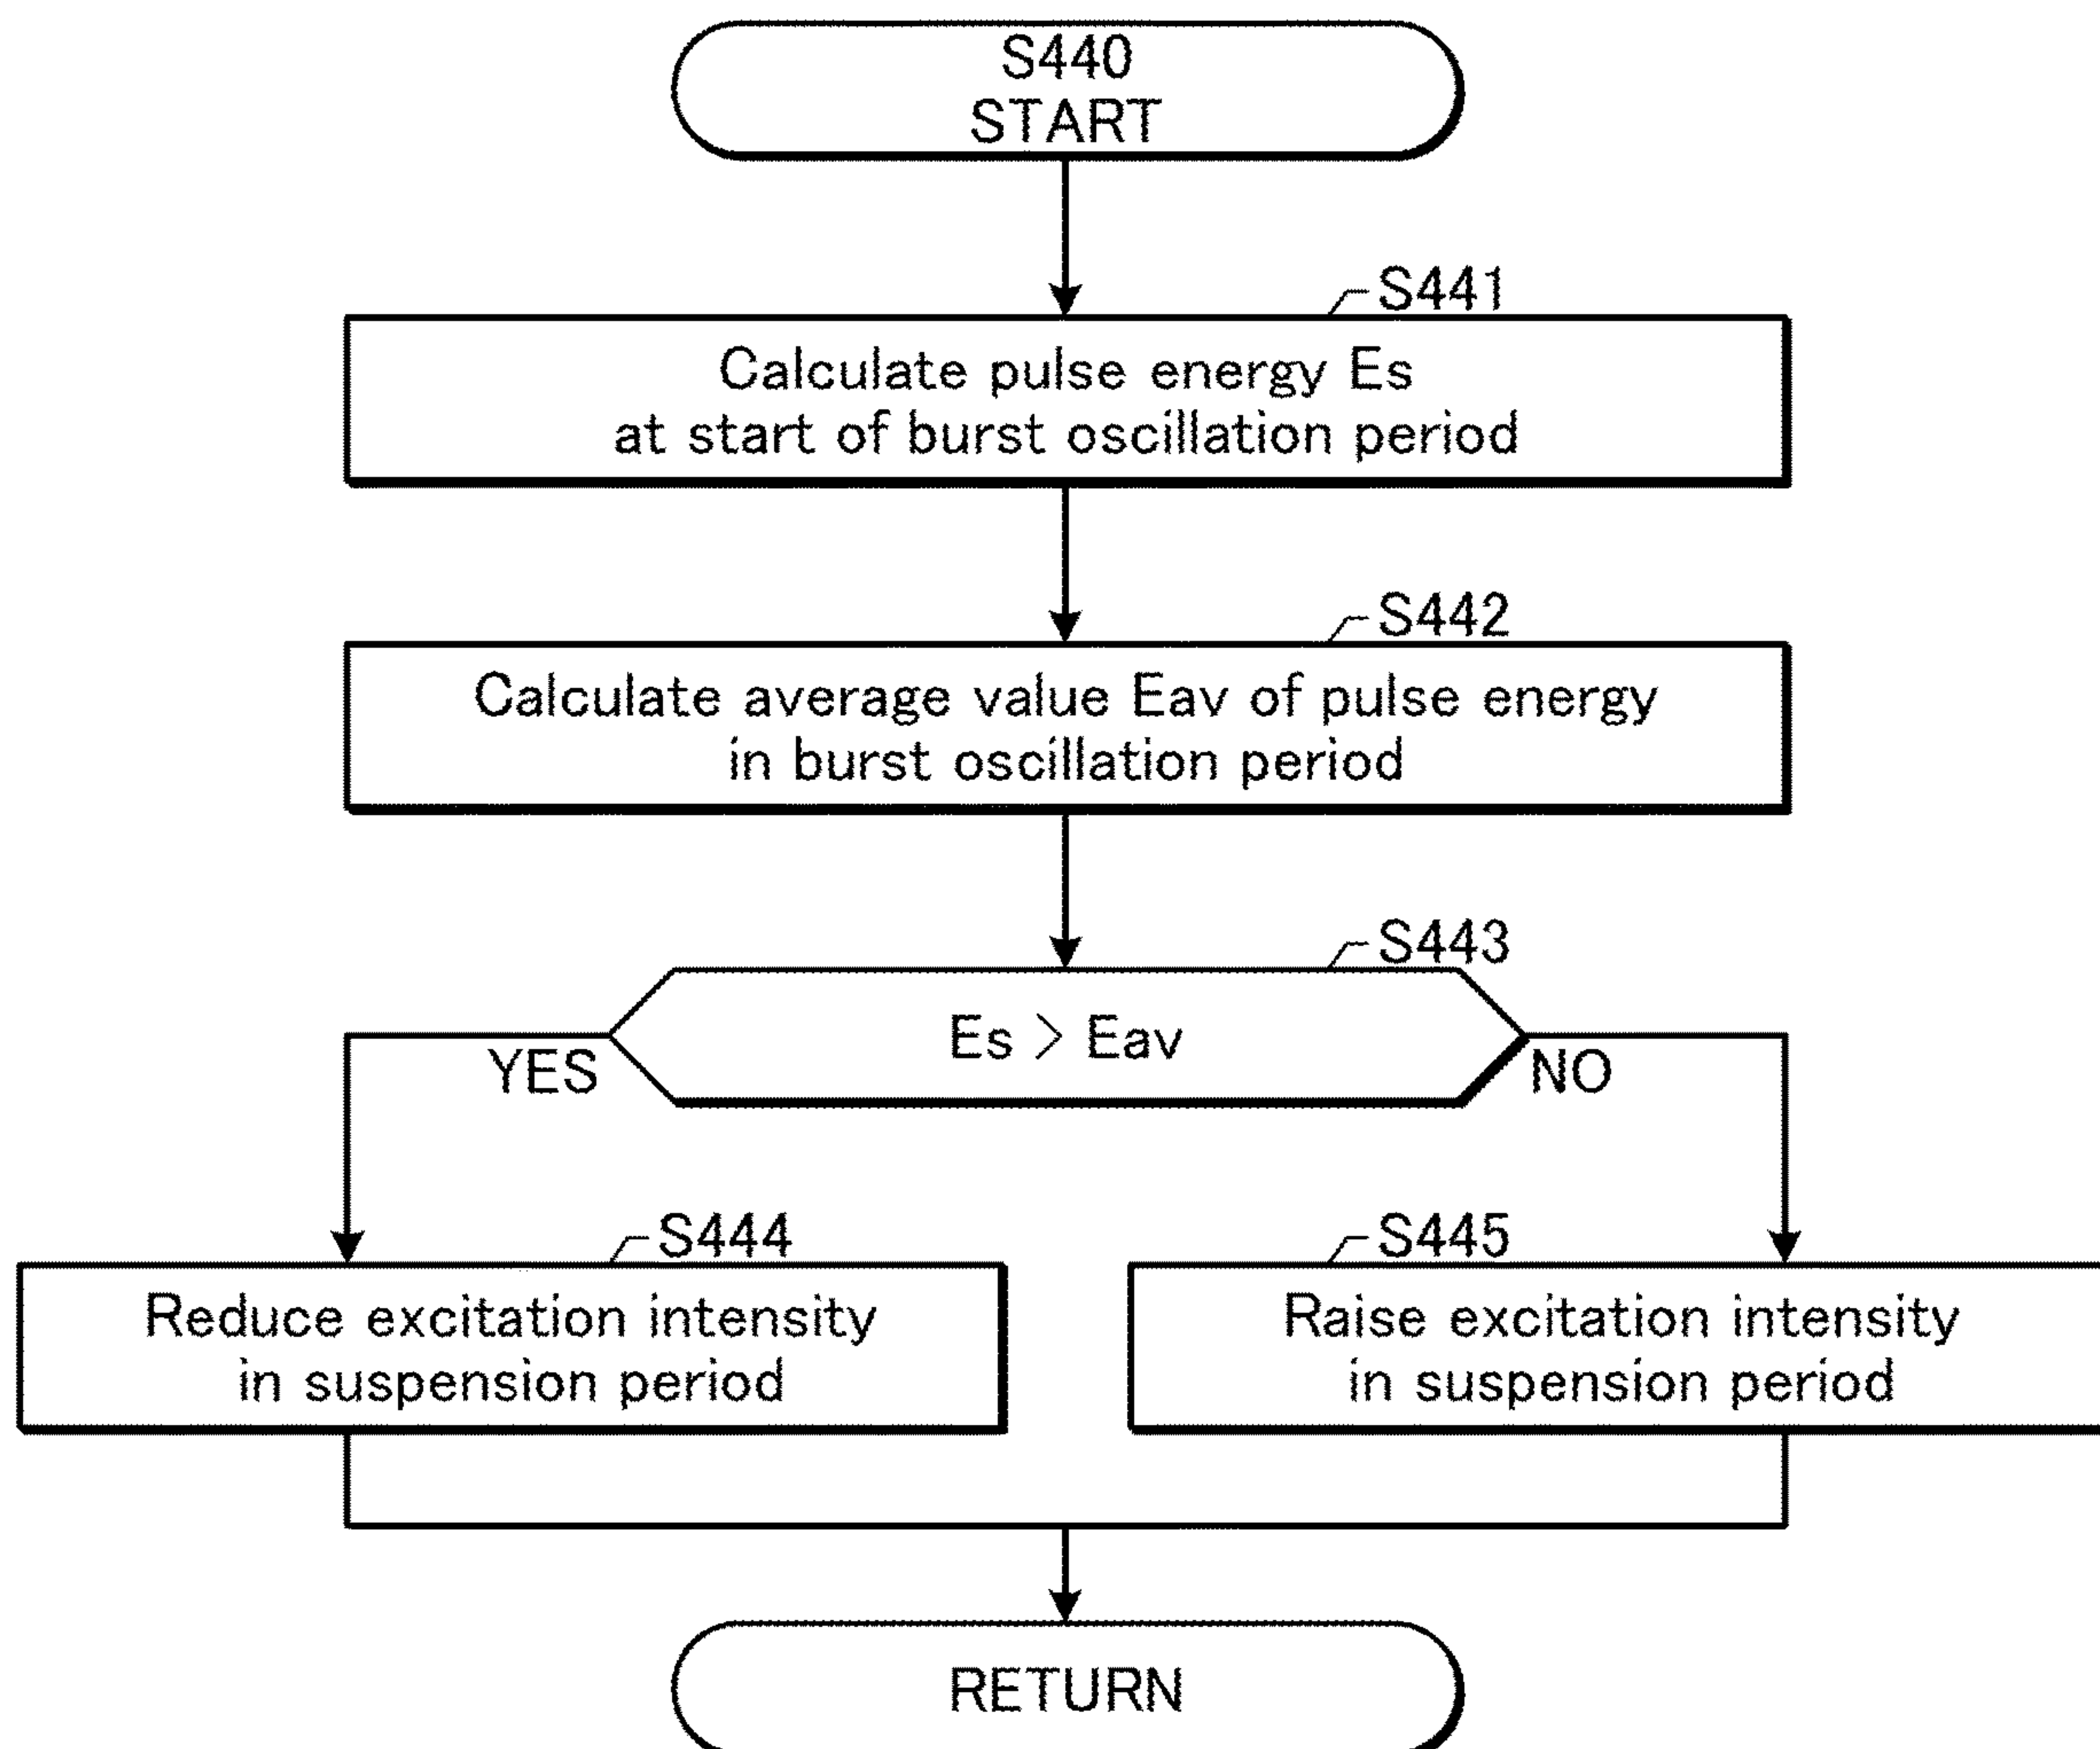 S440
START
S441
Calculate pulse energy Es
at start of burst oscillation period
S442
Calculate average value Eav of pulse energy
in burst oscillation period
S443
Es > Eav
YES
NO
S444
Reduce excitation intensity
in suspension period
S445
Raise excitation intensity
in suspension period
RETURN